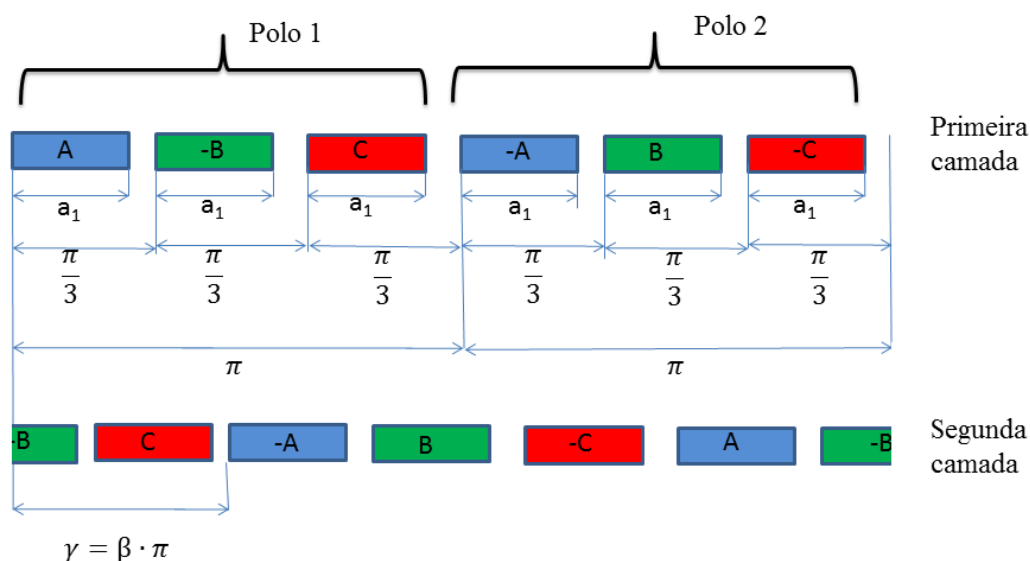 Polo 1
Polo 2
A
-B
C
-A
B
-C
Primeira
camada
a₁
a₁
a₁
a₁
a₁
a₁
π/3
π/3
π/3
π/3
π/3
π/3
π
π
-B
C
-A
B
-C
A
-B
Segunda
camada
γ = β · π